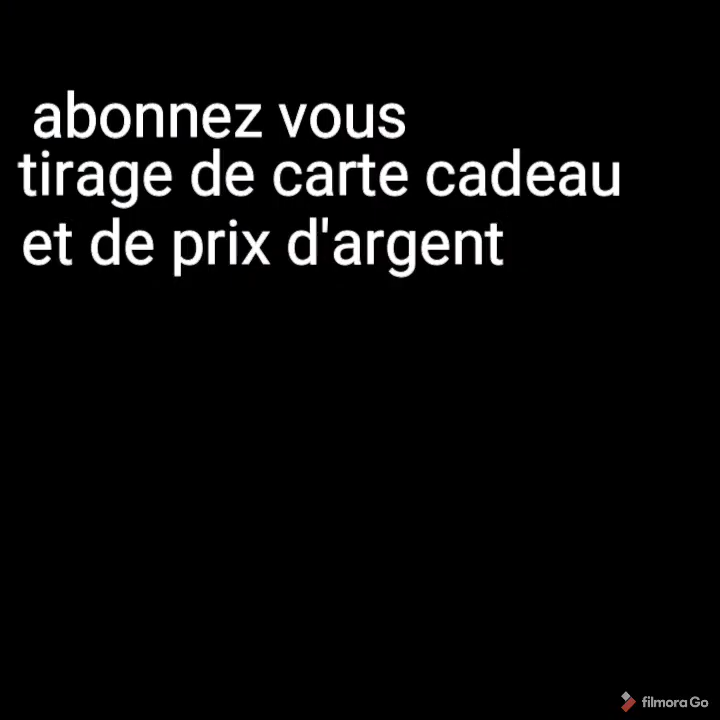 abonnez vous
tirage de carte cadeau
et de prix d'argent
filmora Go